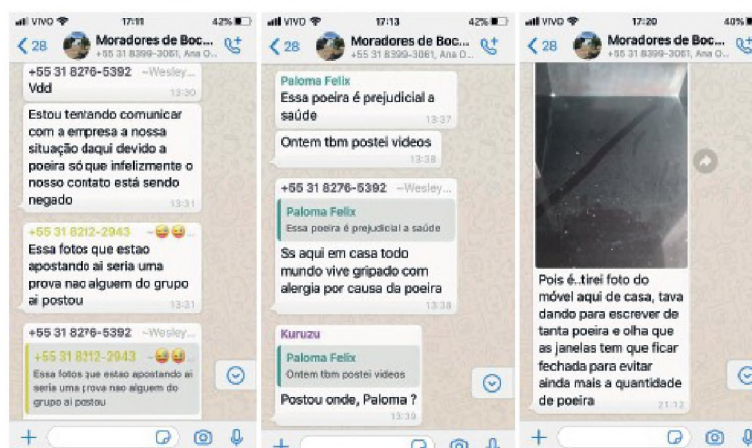 VIVO 17:11 42%
28 Moradores de Boc...
+55 31 8399-3061, Ana O...
+55 31 8276-5392 ~Wesley...
Vdd
13:30
Estou tentando comunicar
com a empresa a nossa
situação daqui devido a
poeira só que infelizmente o
nosso contato está sendo
negado
13:31
+55 31 8212-2943 ~😅😅...
Essa fotos que estao
apostando ai seria uma
prova nao alguem do grupo
ai postou
13:31
+55 31 8276-5392 ~Wesley...
+55 31 8212-2943 ~😅😅
Essa fotos que estao apostando ai
seria uma prova nao alguem do
grupo ai postou
VIVO 17:13 42%
28 Moradores de Boc...
+55 31 8399-3061, Ana O...
Paloma Felix
Essa poeira é prejudicial a
saúde
13:37
Ontem tbm postei videos
13:38
+55 31 8276-5392 ~Wesley...
Paloma Felix
Essa poeira é prejudicial a saúde
Ss aqui em casa todo
mundo vive gripado com
alergia por causa da poeira
13:38
Kuruzu
Paloma Felix
Ontem tbm postei videos
Postou onde, Paloma ?
13:39
VIVO 17:20 40%
28 Moradores de Boc...
+55 31 8399-3061, Ana O...
Pois é..tirei foto do
móvel aqui de casa, tava
dando para escrever de
tanta poeira e olha que
as janelas tem que ficar
fechada para evitar
ainda mais a quantidade
de poeira
21:12